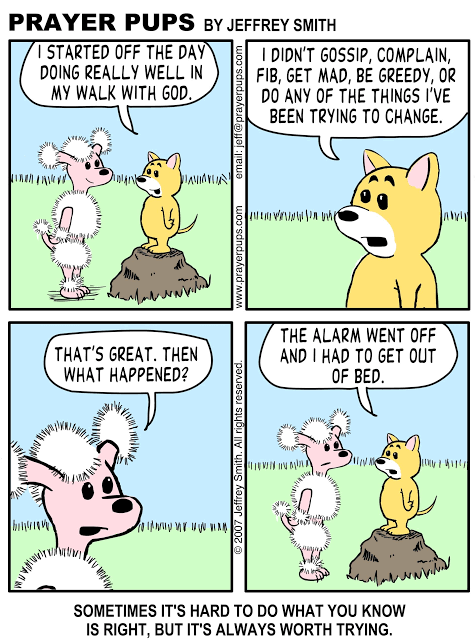 PRAYER PUPS BY JEFFREY SMITH
I STARTED OFF THE DAY
DOING REALLY WELL IN
MY WALK WITH GOD.
www.prayerpups.com email: jeff@prayerpups.com
I DIDN'T GOSSIP, COMPLAIN,
FIB, GET MAD, BE GREEDY, OR
DO ANY OF THE THINGS I'VE
BEEN TRYING TO CHANGE.
THAT'S GREAT. THEN
WHAT HAPPENED?
© 2007 Jeffrey Smith. All rights reserved.
THE ALARM WENT OFF
AND I HAD TO GET OUT
OF BED.
SOMETIMES IT'S HARD TO DO WHAT YOU KNOW
IS RIGHT, BUT IT'S ALWAYS WORTH TRYING.